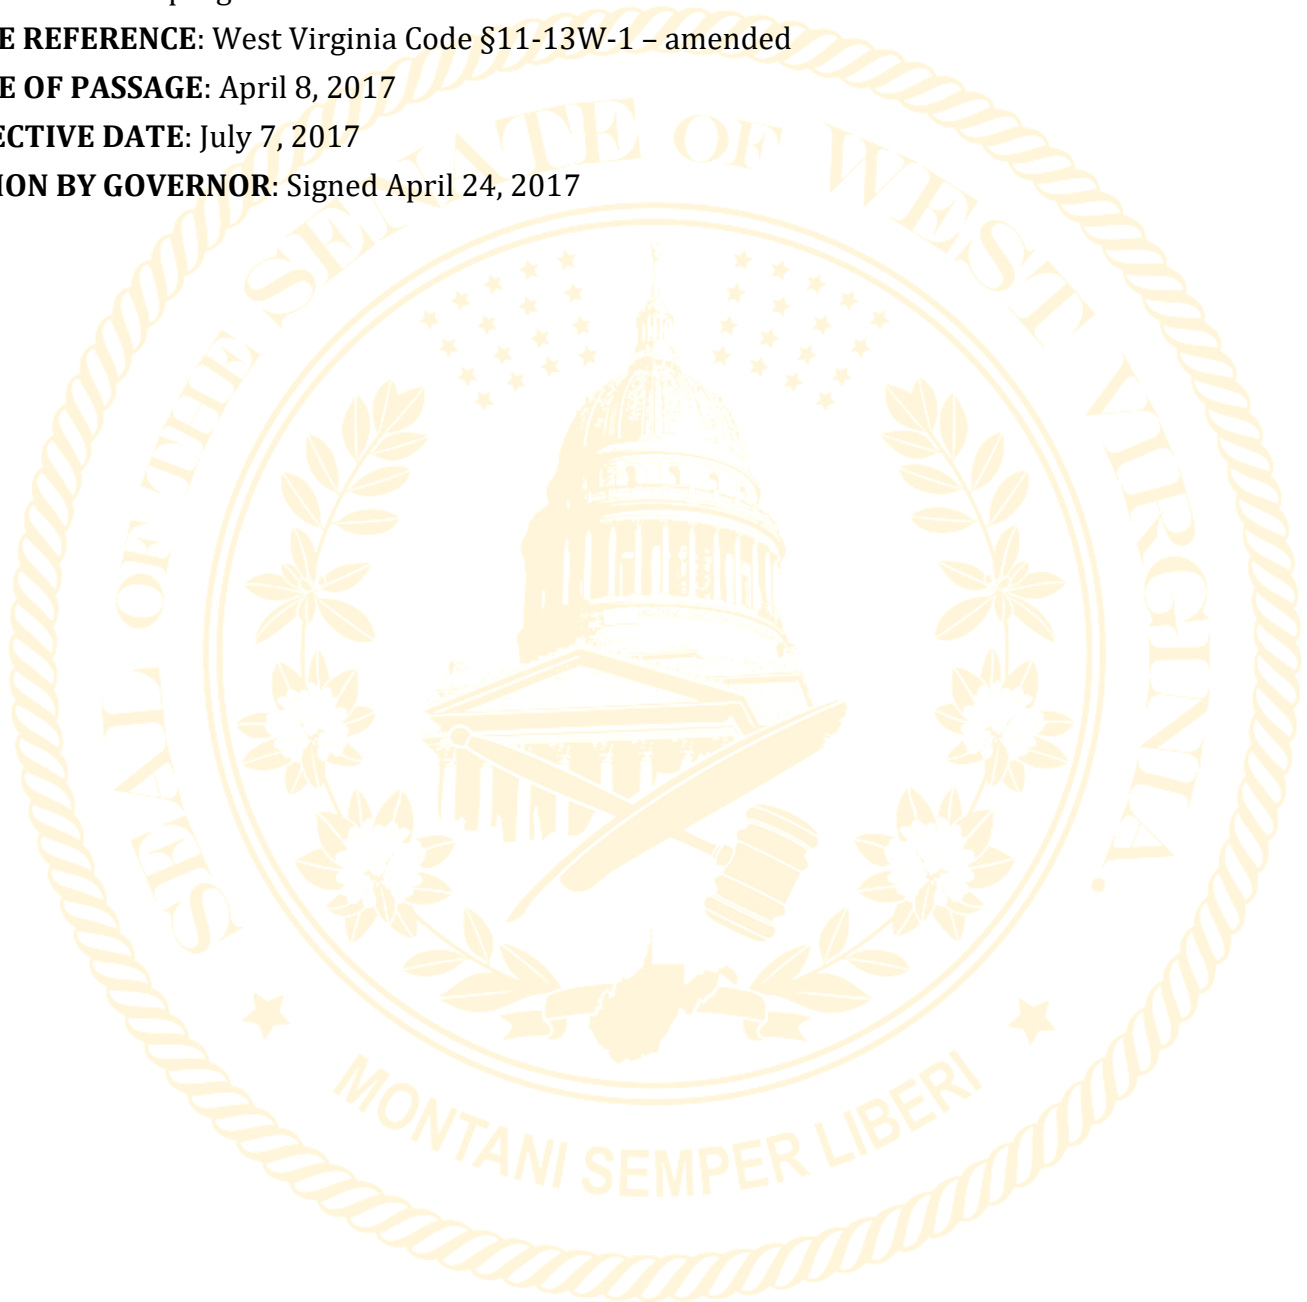 E REFERENCE: West Virginia Code §11-13W-1 – amended
E OF PASSAGE: April 8, 2017
ECTIVE DATE: July 7, 2017
ION BY GOVERNOR: Signed April 24, 2017
SEAL OF THE SENATE OF WEST VIRGINIA.
MONTANI SEMPER LIBERI